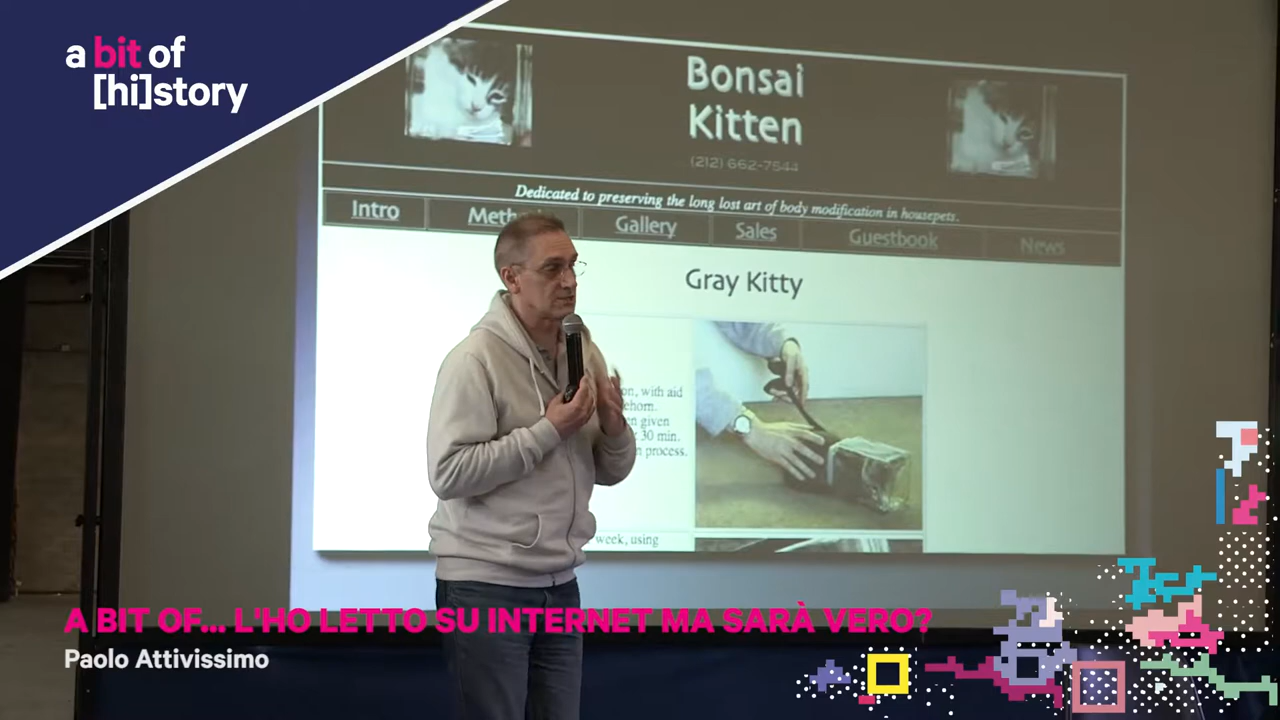 a bit of
[hi]story
Bonsai
Kitten
(212) 662-7544
Dedicated to preserving the long lost art of body modification in housepets.
Intro
Gallery
Sales
Guestbook
News
Gray Kitty
with aid
given
30 min.
process.
week, using
A BIT OF... L'HO LETTO SU INTERNET MA SARÀ VERO?
Paolo Attivissimo